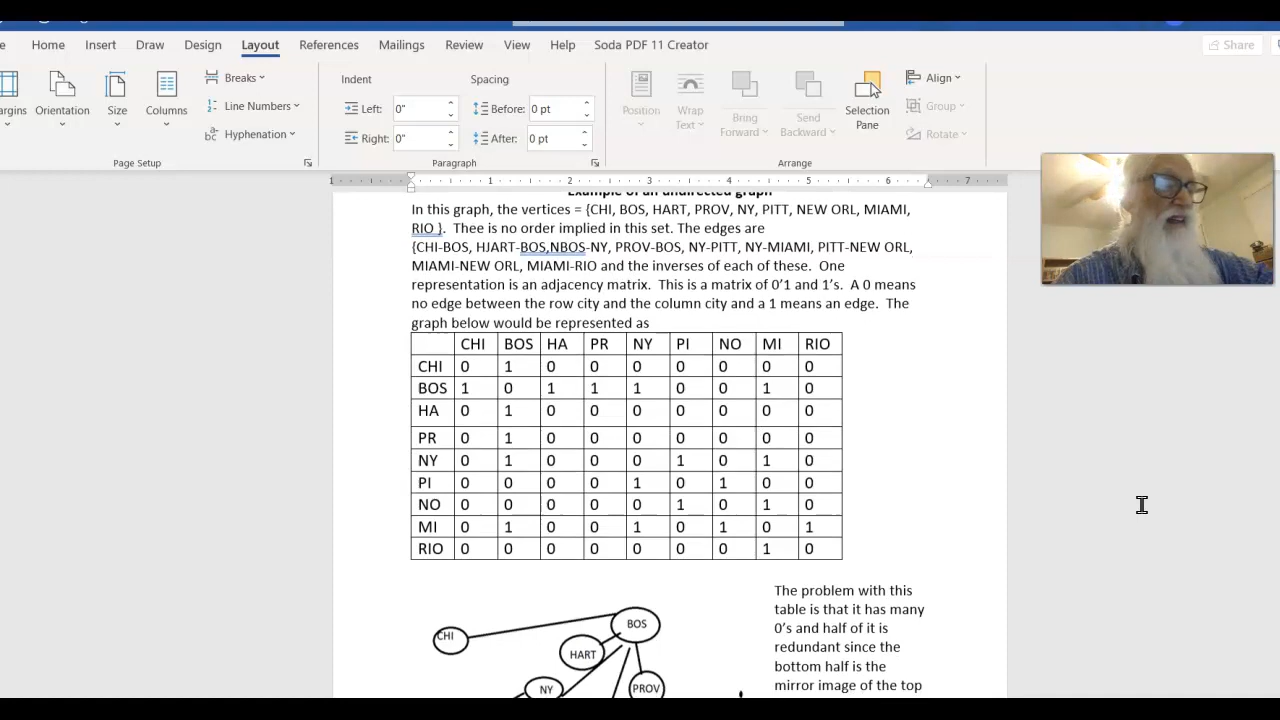 Home Insert Draw Design Layout References Mailings Review View Help Soda PDF 11 Creator Share
Breaks Indent Spacing Align
Line Numbers Left: 0" Before: 0 pt Group
Orientation Size Columns Position Wrap Text Bring Forward Send Backward Selection Pane
Hyphenation Right: 0" After: 0 pt Rotate
Page Setup Paragraph Arrange
1 1 2 3 4 5 6 7
Example of an undirected graph
In this graph, the vertices = {CHI, BOS, HART, PROV, NY, PITT, NEW ORL, MIAMI,
RIO }. Thee is no order implied in this set. The edges are
{CHI-BOS, HJART-BOS,NBOS-NY, PROV-BOS, NY-PITT, NY-MIAMI, PITT-NEW ORL,
MIAMI-NEW ORL, MIAMI-RIO and the inverses of each of these. One
representation is an adjacency matrix. This is a matrix of 0'1 and 1's. A 0 means
no edge between the row city and the column city and a 1 means an edge. The
graph below would be represented as
CHI BOS HA PR NY PI NO MI RIO
CHI 0 1 0 0 0 0 0 0 0
BOS 1 0 1 1 1 0 0 1 0
HA 0 1 0 0 0 0 0 0 0
PR 0 1 0 0 0 0 0 0 0
NY 0 1 0 0 0 1 0 1 0
PI 0 0 0 0 1 0 1 0 0
NO 0 0 0 0 0 1 0 1 0
MI 0 1 0 0 1 0 1 0 1
RIO 0 0 0 0 0 0 0 1 0
The problem with this
table is that it has many
0's and half of it is
redundant since the
bottom half is the
mirror image of the top
BOS
CHI
HART
NY
PROV